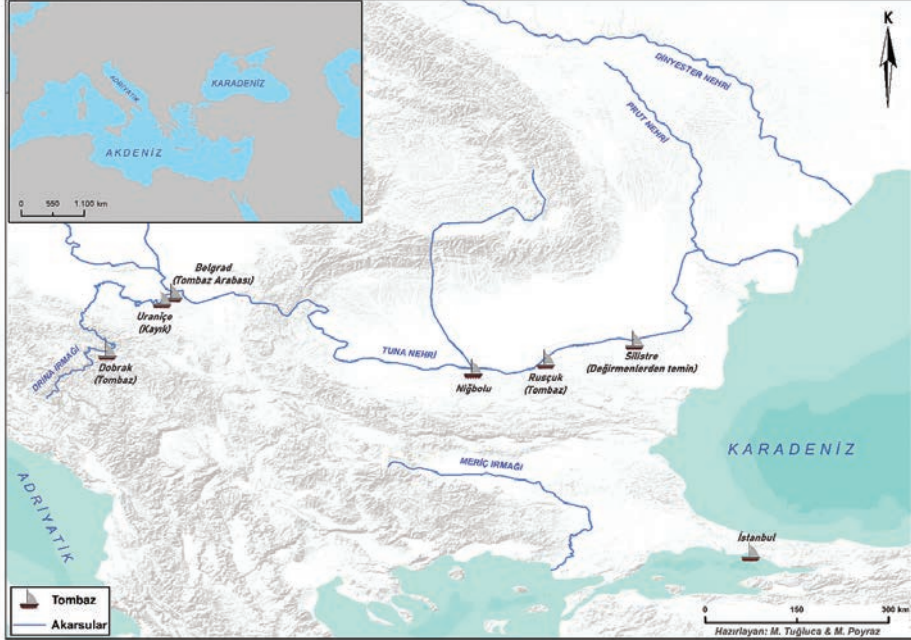 ADRİYATİK
KARADENİZ
AKDENİZ
0 550 1.100 km
K
DİNYESTER NEHRİ
PRUT NEHRİ
Belgrad
(Tombaz Arabası)
Uraniçe
(Kayık)
DRINA IRMAĞI
Dobrak
(Tombaz)
TUNA NEHRİ
Niğbolu
Rusçuk
(Tombaz)
Silistre
(Değirmenlerden temin)
MERİÇ IRMAĞI
KARADENİZ
ADRİYATİK
İstanbul
Tombaz
Akarsular
0 150 300 km
Hazırlayan: M. Tuğluca & M. Poyraz